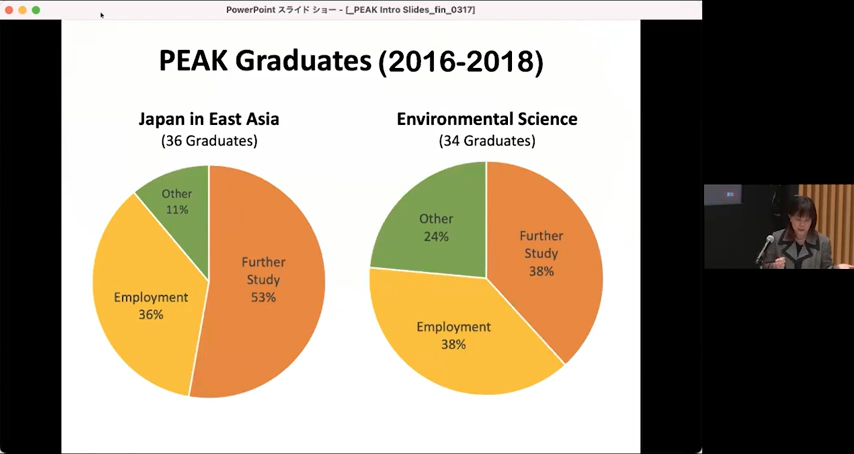 PowerPoint スライド ショー - [_PEAK Intro Slides_fin_0317]
PEAK Graduates (2016-2018)
Japan in East Asia
(36 Graduates)
Other
11%
Further
Study
53%
Employment
36%
Environmental Science
(34 Graduates)
Other
24%
Further
Study
38%
Employment
38%